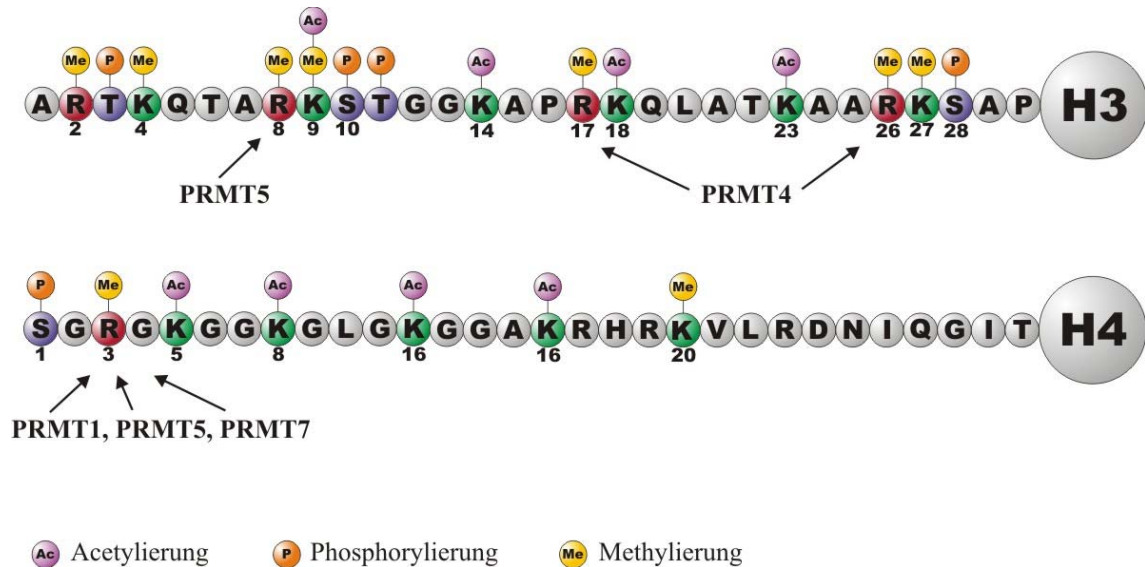 Ac
Me P Me Me Me P P Ac Me Ac Ac Me Me P
A R T K Q T A R K S T G G K A P R K Q L A T K A A R K S A P H3
2 4 8 9 10 14 17 18 23 26 27 28
PRMT5 PRMT4
P Me Ac Ac Ac Ac Me
S G R G K G G K G L G K G G A K R H R K V L R D N I Q G I T H4
1 3 5 8 16 16 20
PRMT1, PRMT5, PRMT7
Ac Acetylierung P Phosphorylierung Me Methylierung